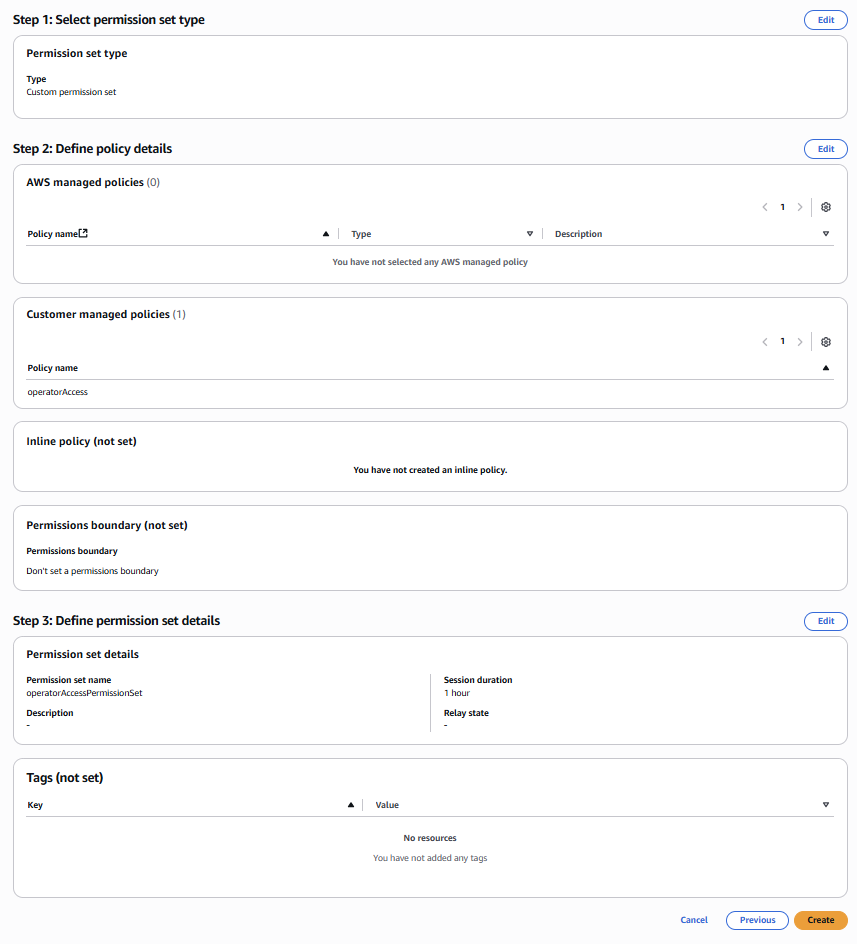 Step 1: Select permission set type
Edit
Permission set type
Type
Custom permission set
Step 2: Define policy details
Edit
AWS managed policies (0)
1
Policy name Type Description
You have not selected any AWS managed policy
Customer managed policies (1)
1
Policy name
operatorAccess
Inline policy (not set)
You have not created an inline policy.
Permissions boundary (not set)
Permissions boundary
Don't set a permissions boundary
Step 3: Define permission set details
Edit
Permission set details
Permission set name
operatorAccessPermissionSet
Description
-
Session duration
1 hour
Relay state
-
Tags (not set)
Key Value
No resources
You have not added any tags
Cancel Previous Create